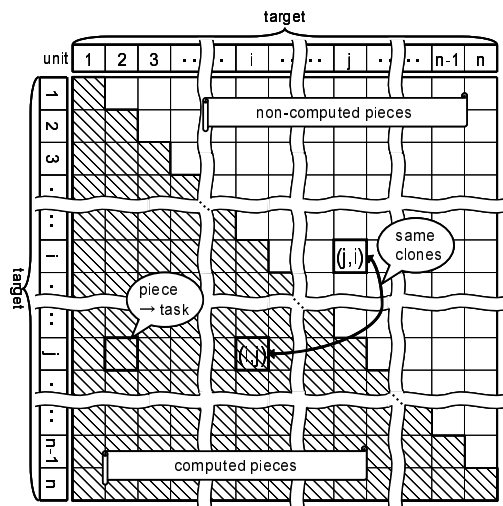 target
unit 1 2 3 ・・ ・ i ・・ ・・ j ・・ ・・ n-1 n
1
non-computed pieces
2
3
・
・
・
i
(j,i)
same
clones
target
piece
→ task
j
(i,j)
・
・
・
n-1
computed pieces
n